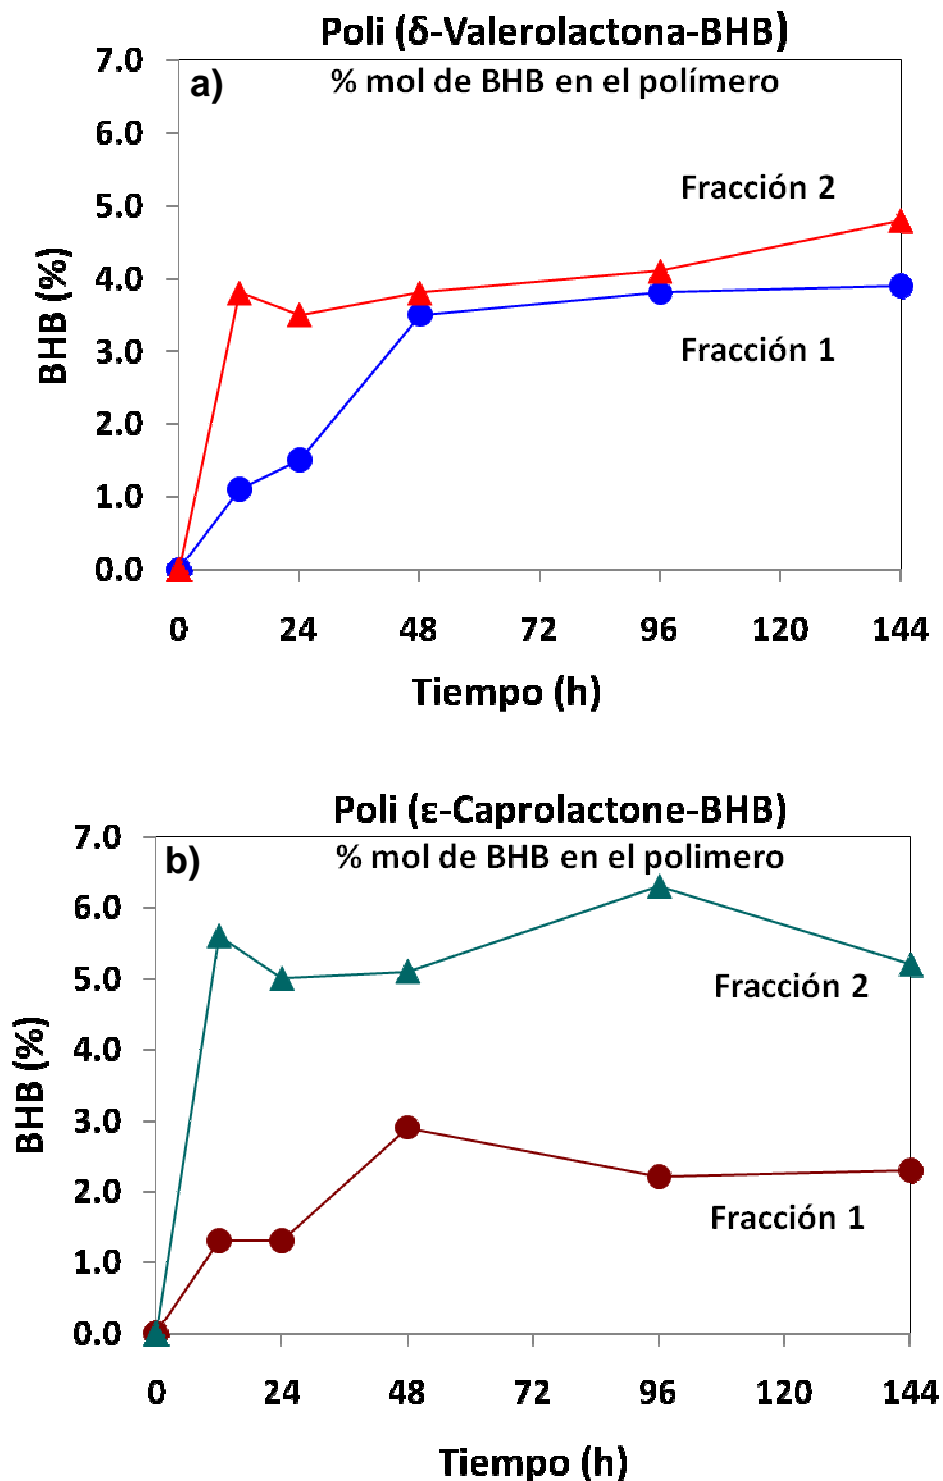 Poli (δ-Valerolactona-BHB)
a)
% mol de BHB en el polímero
7.0
6.0
5.0
4.0
3.0
2.0
1.0
0.0
BHB (%)
Fracción 2
Fracción 1
0 24 48 72 96 120 144
Tiempo (h)
Poli (ε-Caprolactone-BHB)
b)
% mol de BHB en el polimero
7.0
6.0
5.0
4.0
3.0
2.0
1.0
0.0
BHB (%)
Fracción 2
Fracción 1
0 24 48 72 96 120 144
Tiempo (h)